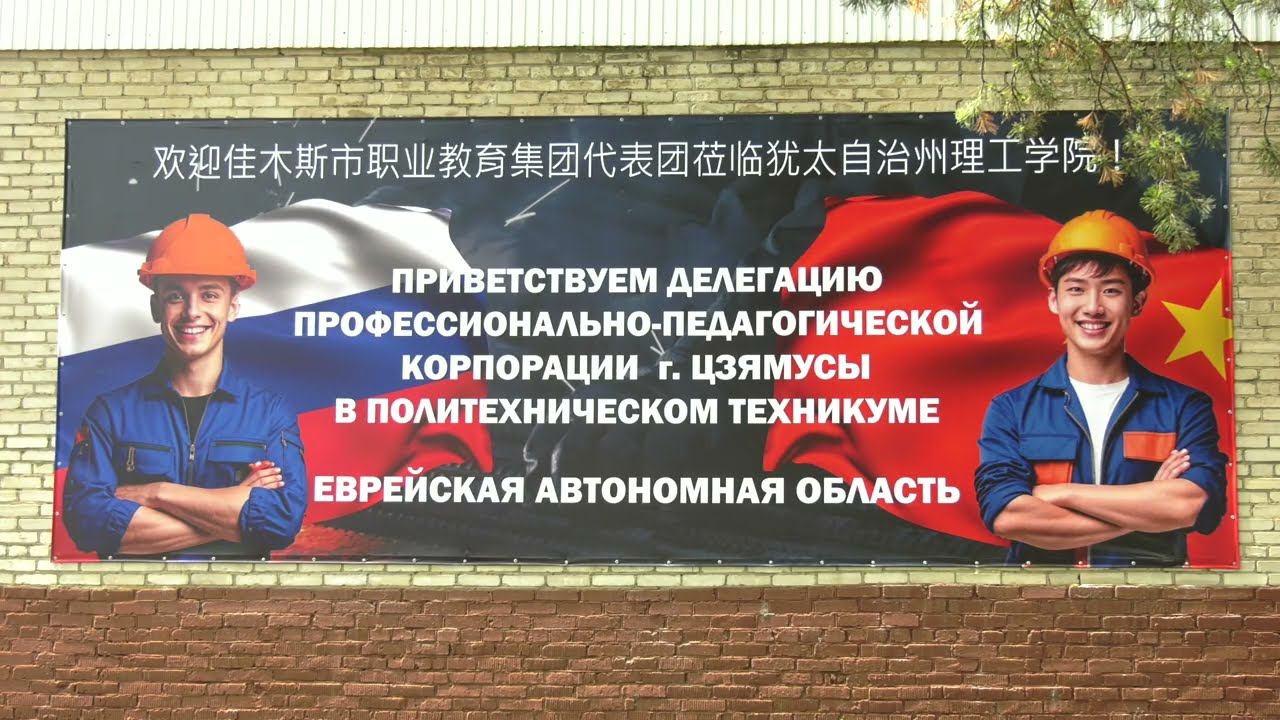 欢迎佳木斯市职业教育集团代表团莅临犹太自治州理工学院！
ПРИВЕТСТВУЕМ ДЕЛЕГАЦИЮ
ПРОФЕССИОНАЛЬНО-ПЕДАГОГИЧЕСКОЙ
КОРПОРАЦИИ г. ЦЗЯМУСЫ
В ПОЛИТЕХНИЧЕСКОМ ТЕХНИКУМЕ
ЕВРЕЙСКАЯ АВТОНОМНАЯ ОБЛАСТЬ